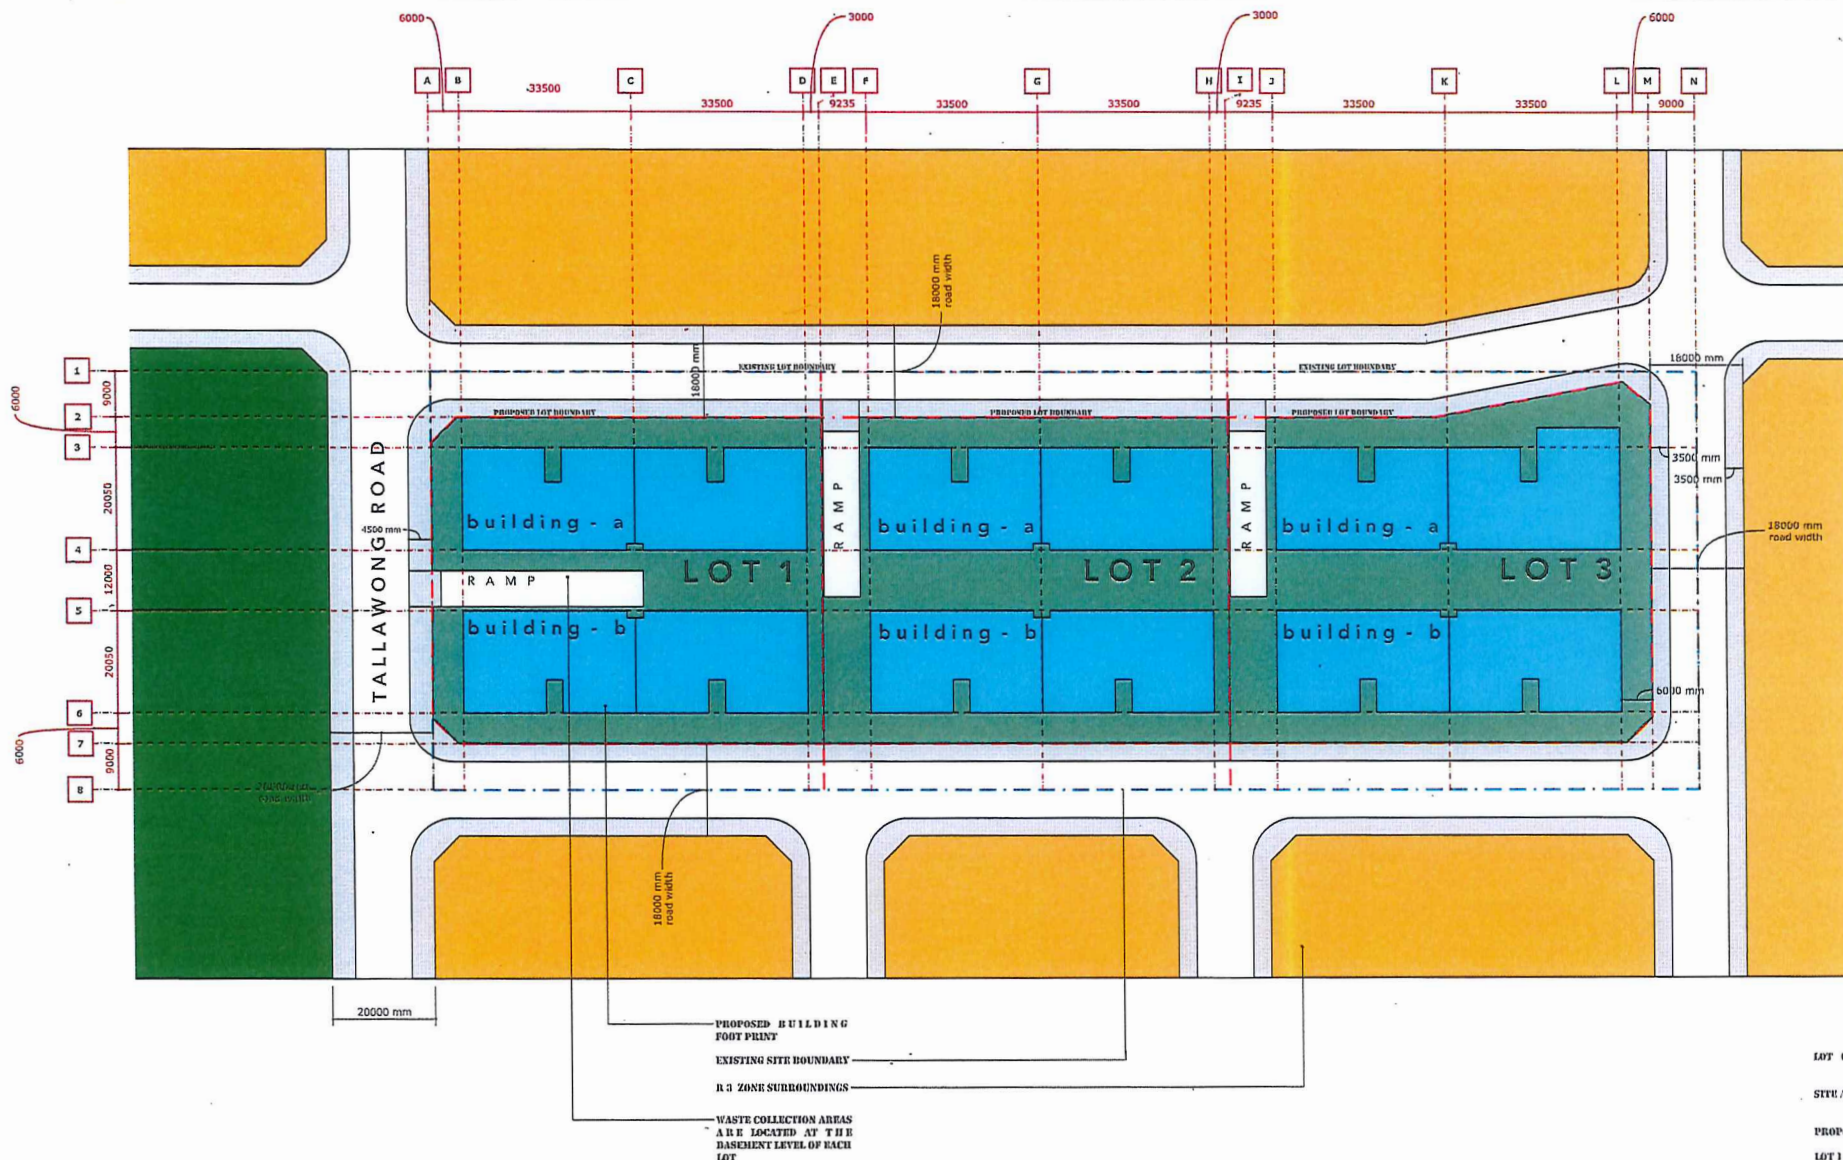 6000
3000
3000
6000
A B C D E F G H I J K L M N
33500
33500
9235
33500
33500
9235
33500
33500
9000
18000 mm
road width
18000 mm
EXISTING LOT BOUNDARY
EXISTING LOT BOUNDARY
18000 mm
1
9000
6000
2
PROPOSED LOT BOUNDARY
PROPOSED LOT BOUNDARY
PROPOSED LOT BOUNDARY
3
TALLAWONG ROAD
3500 mm
3500 mm
20050
RAMP
RAMP
building - a
building - a
building - a
4500 mm
18000 mm
road width
4
12000
RAMP
LOT 1
LOT 2
LOT 3
5
building - b
building - b
building - b
20050
6000 mm
6
6000
7
9000
road width
8
18000 mm
road width
20000 mm
PROPOSED BUILDING
FOOT PRINT
EXISTING SITE BOUNDARY
R 3 ZONE SURROUNDINGS
WASTE COLLECTION AREAS
ARE LOCATED AT THE
BASEMENT LEVEL OF EACH
LOT
LOT
SITE